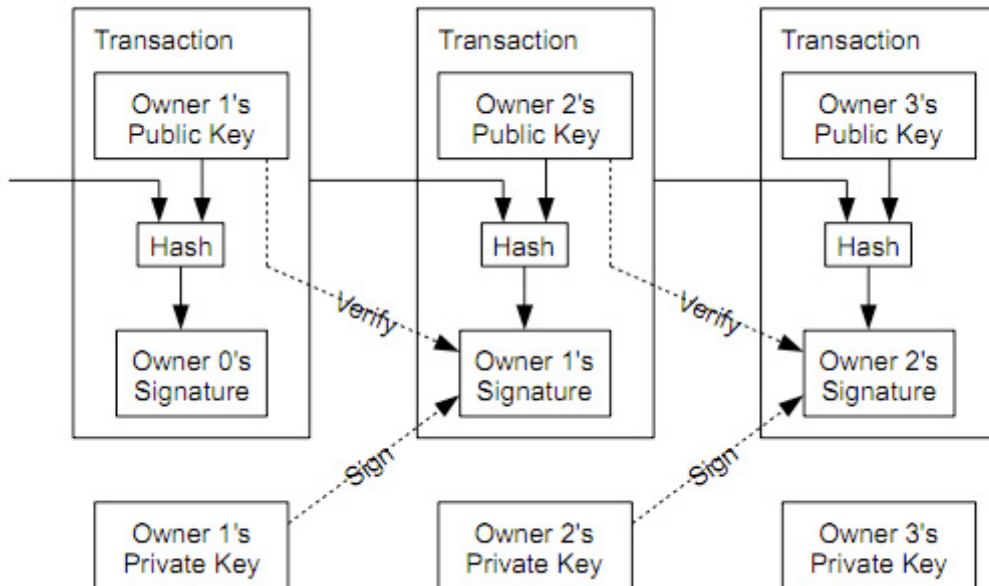 Transaction
Owner 1's
Public Key
Hash
Owner 0's
Signature
Transaction
Owner 2's
Public Key
Hash
Verify
Owner 1's
Signature
Transaction
Owner 3's
Public Key
Hash
Verify
Owner 2's
Signature
Sign
Sign
Owner 1's
Private Key
Owner 2's
Private Key
Owner 3's
Private Key